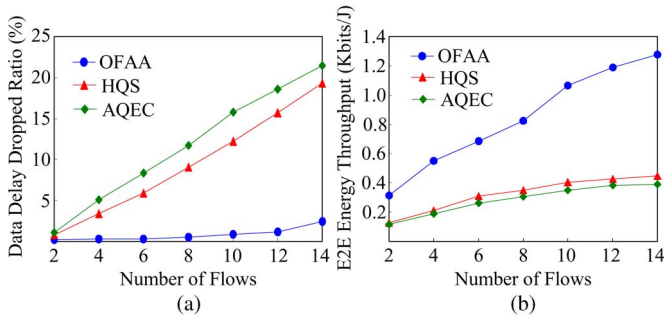 Data Delay Dropped Ratio (%)
25
20
15
10
5
OFAA
HQS
AQEC
2 4 6 8 10 12 14
Number of Flows
(a)
E2E Energy Throughput (Kbits/J)
1.4
1.2
1.0
0.8
0.6
0.4
0.2
OFAA
HQS
AQEC
2 4 6 8 10 12 14
Number of Flows
(b)